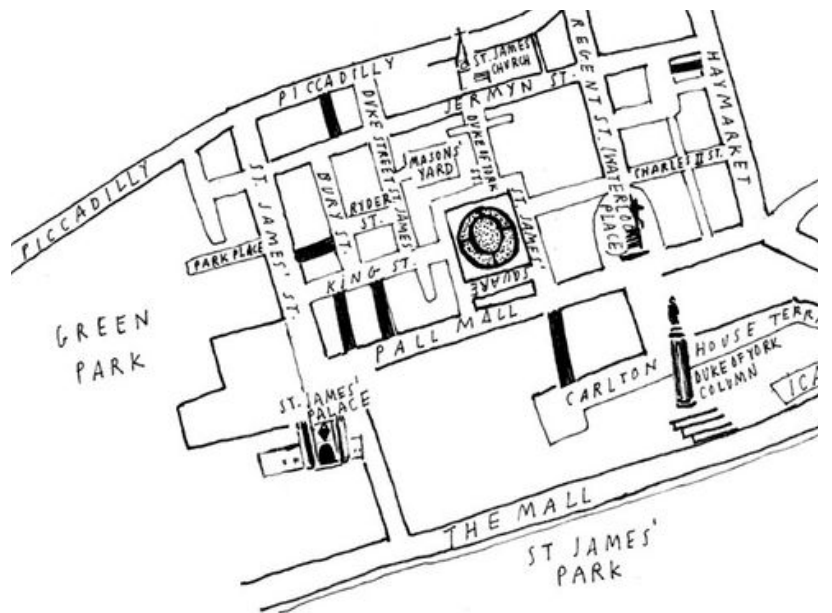 PICCADILLY
PICCADILLY
ST. JAMES'
CHURCH
REGENT ST. (WATERLOO
PLACE)
HAYMARKET
JERMYN ST.
DUKE STREET ST. JAMES'
DUKE OF YORK
ST.
MASONS'
YARD
CHARLES II ST.
ST. JAMES' ST.
BURY ST.
RYDER
ST.
ST. JAMES'
SQUARE
PARK PLACE
KING ST.
PALL MALL
GREEN
PARK
CARLTON
HOUSE TERRA
DUKE OF YORK
COLUMN
ICA
ST. JAMES'
PALACE
THE MALL
ST JAMES'
PARK